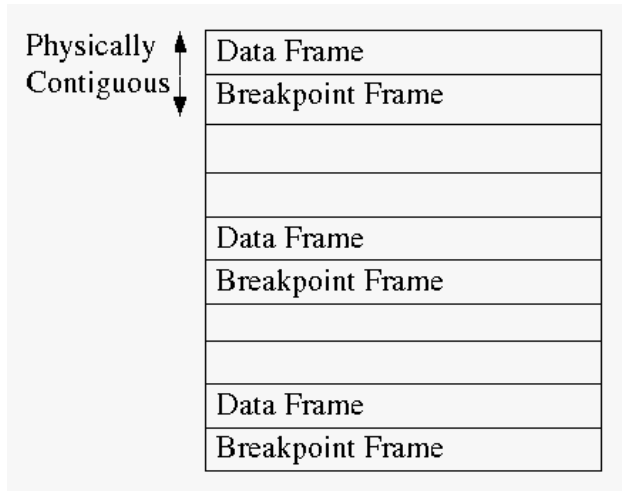 Physically
Contiguous
Data Frame
Breakpoint Frame
Data Frame
Breakpoint Frame
Data Frame
Breakpoint Frame